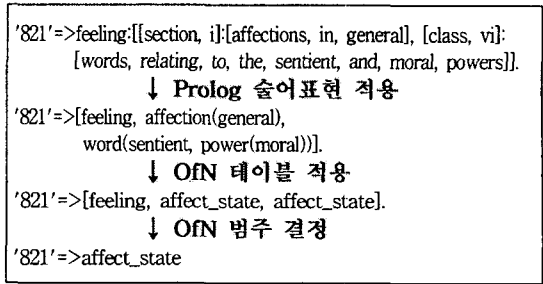 '821'=>feeling:[[section, i]:[affections, in, general], [class, vi]:
[words, relating, to, the, sentient, and, moral, powers]].
↓ Prolog 술어표현 적용
'821'=>[feeling, affection(general),
word(sentient, power(moral))].
↓ OfN 테이블 적용
'821'=>[feeling, affect_state, affect_state].
↓ OfN 범주 결정
'821'=>affect_state